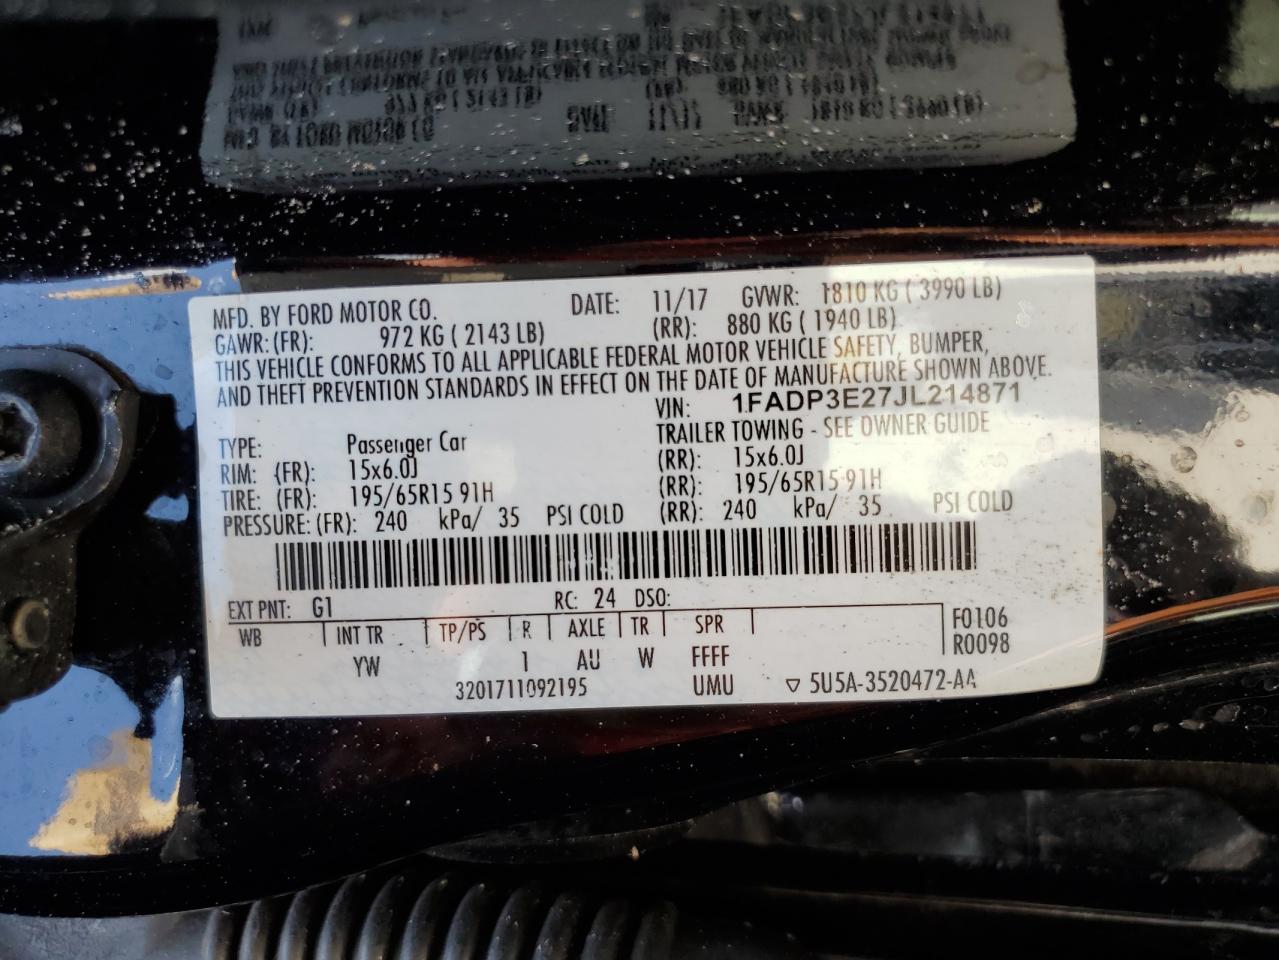 MFD. BY FORD MOTOR CO. DATE: 11/17 GVWR: 1810 KG ( 3990 LB)
GAWR: (FR): 972 KG ( 2143 LB) (RR): 880 KG ( 1940 LB)
THIS VEHICLE CONFORMS TO ALL APPLICABLE FEDERAL MOTOR VEHICLE SAFETY, BUMPER,
AND THEFT PREVENTION STANDARDS IN EFFECT ON THE DATE OF MANUFACTURE SHOWN ABOVE.
VIN: 1FADP3E27JL214871
TYPE: Passenger Car TRAILER TOWING - SEE OWNER GUIDE
RIM: (FR): 15x6.0J (RR): 15x6.0J
TIRE: (FR): 195/65R15 91H (RR): 195/65R15 91H
PRESSURE: (FR): 240 kPa/ 35 PSI COLD (RR): 240 kPa/ 35 PSI COLD
EXT PNT: G1 RC: 24 DSO:
WB INT TR TP/PS R AXLE TR SPR F0106
YW 1 AU W FFFF R0098
3201711092195 UMU ▽ 5U5A-3520472-AA